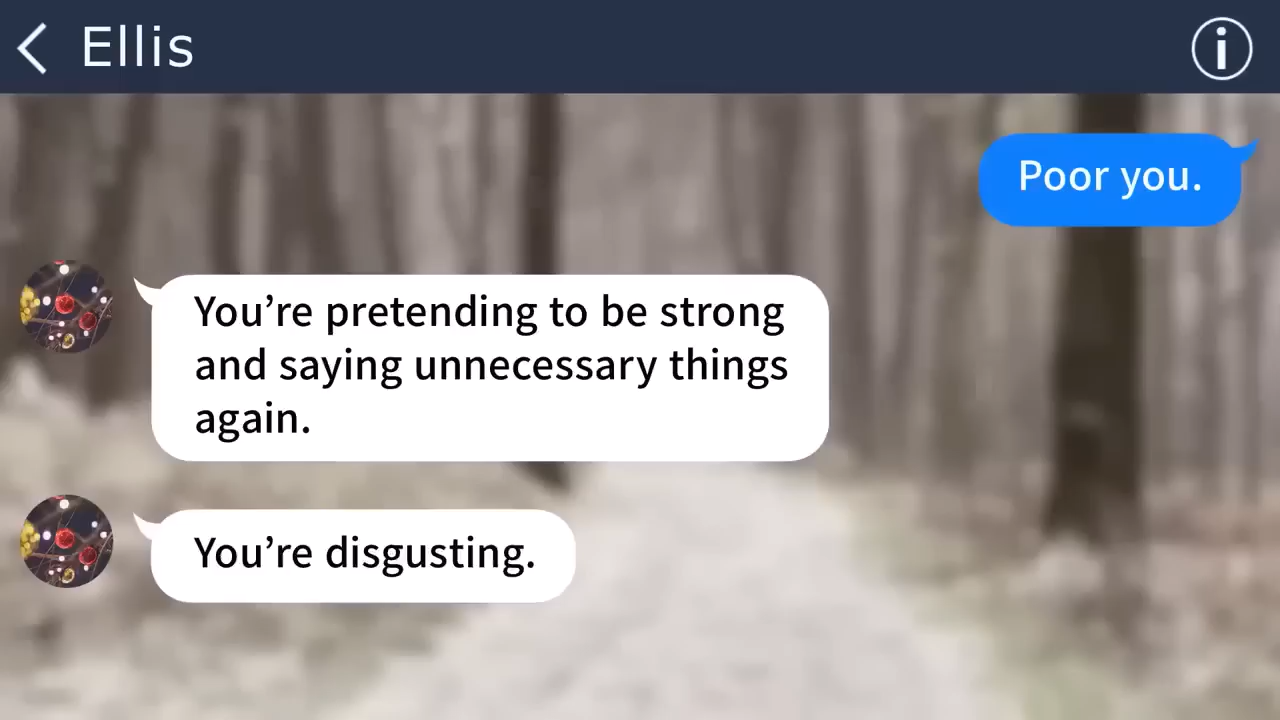 Ellis
Poor you.
You’re pretending to be strong
and saying unnecessary things
again.
You’re disgusting.